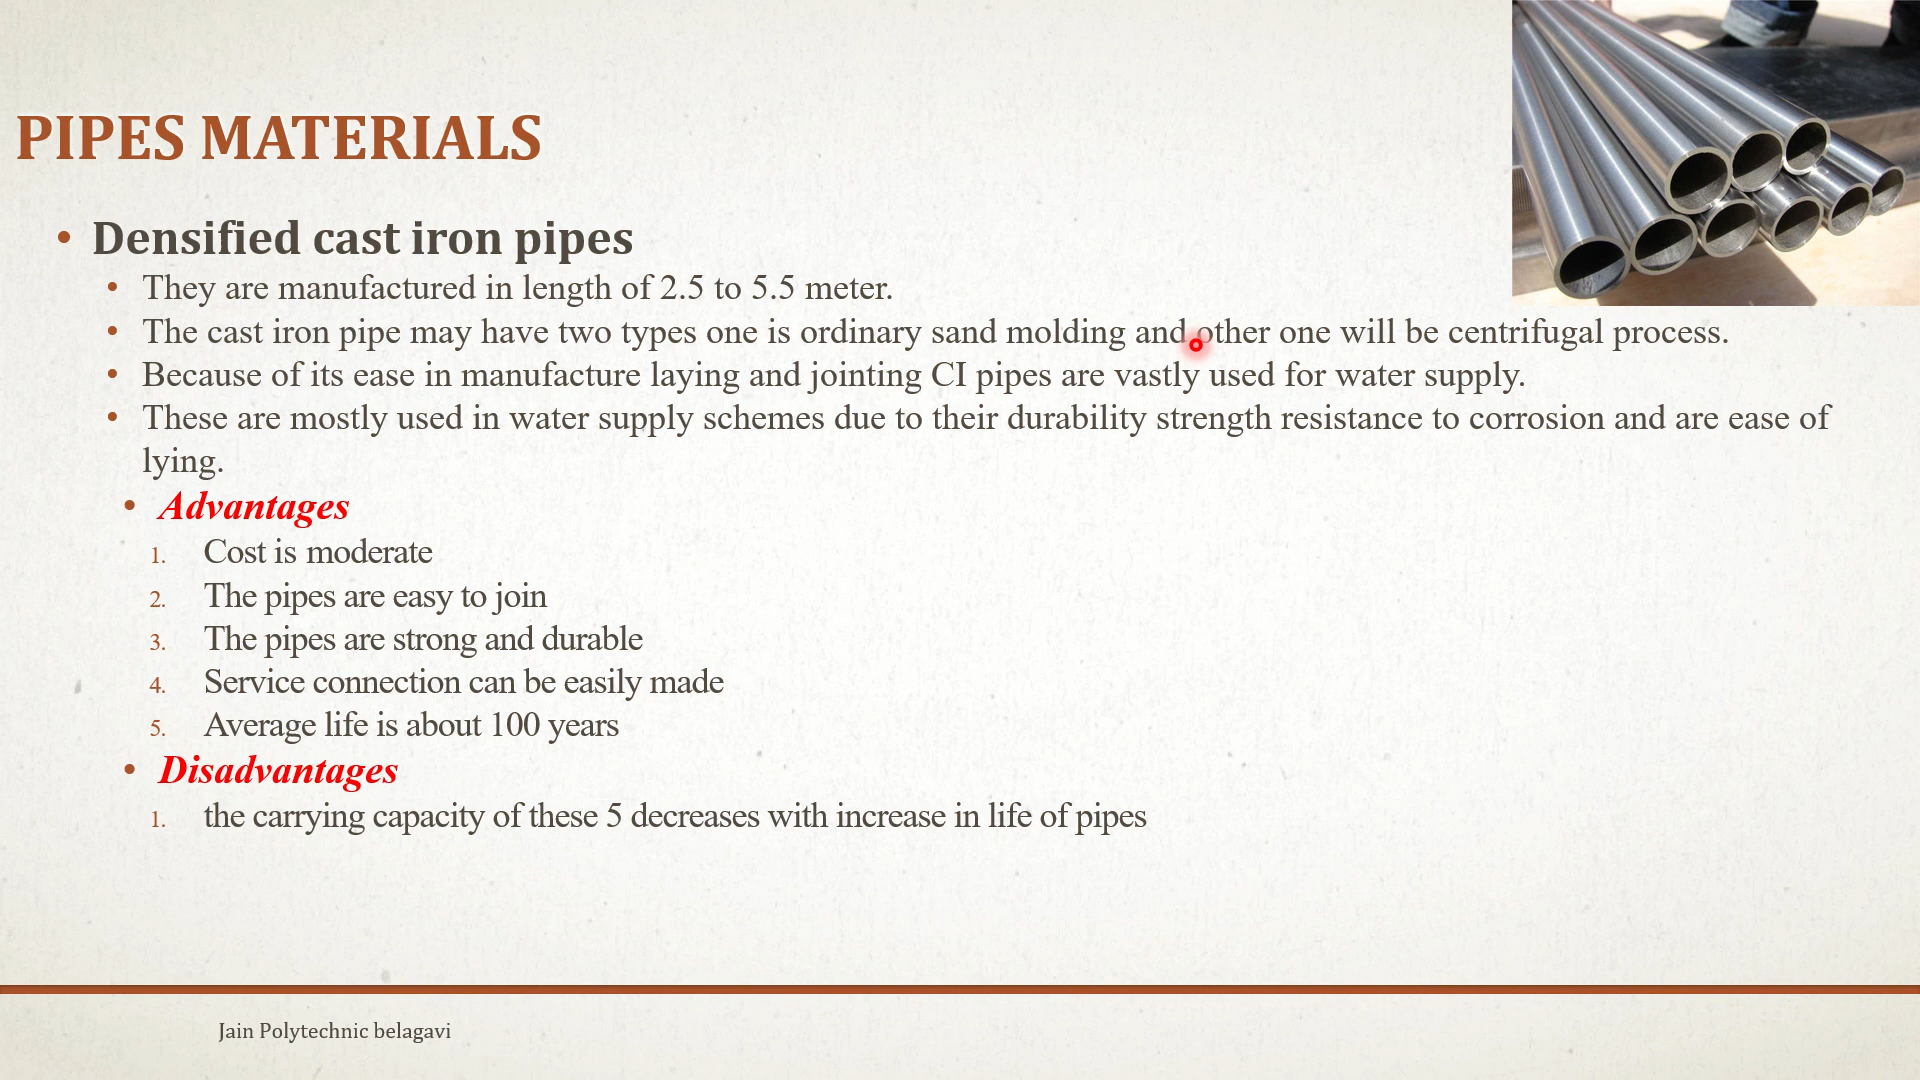 PIPES MATERIALS
• Densified cast iron pipes
• They are manufactured in length of 2.5 to 5.5 meter.
• The cast iron pipe may have two types one is ordinary sand molding and other one will be centrifugal process.
• Because of its ease in manufacture laying and jointing CI pipes are vastly used for water supply.
• These are mostly used in water supply schemes due to their durability strength resistance to corrosion and are ease of
lying.
• Advantages
1. Cost is moderate
2. The pipes are easy to join
3. The pipes are strong and durable
4. Service connection can be easily made
5. Average life is about 100 years
• Disadvantages
1. the carrying capacity of these 5 decreases with increase in life of pipes
Jain Polytechnic belagavi